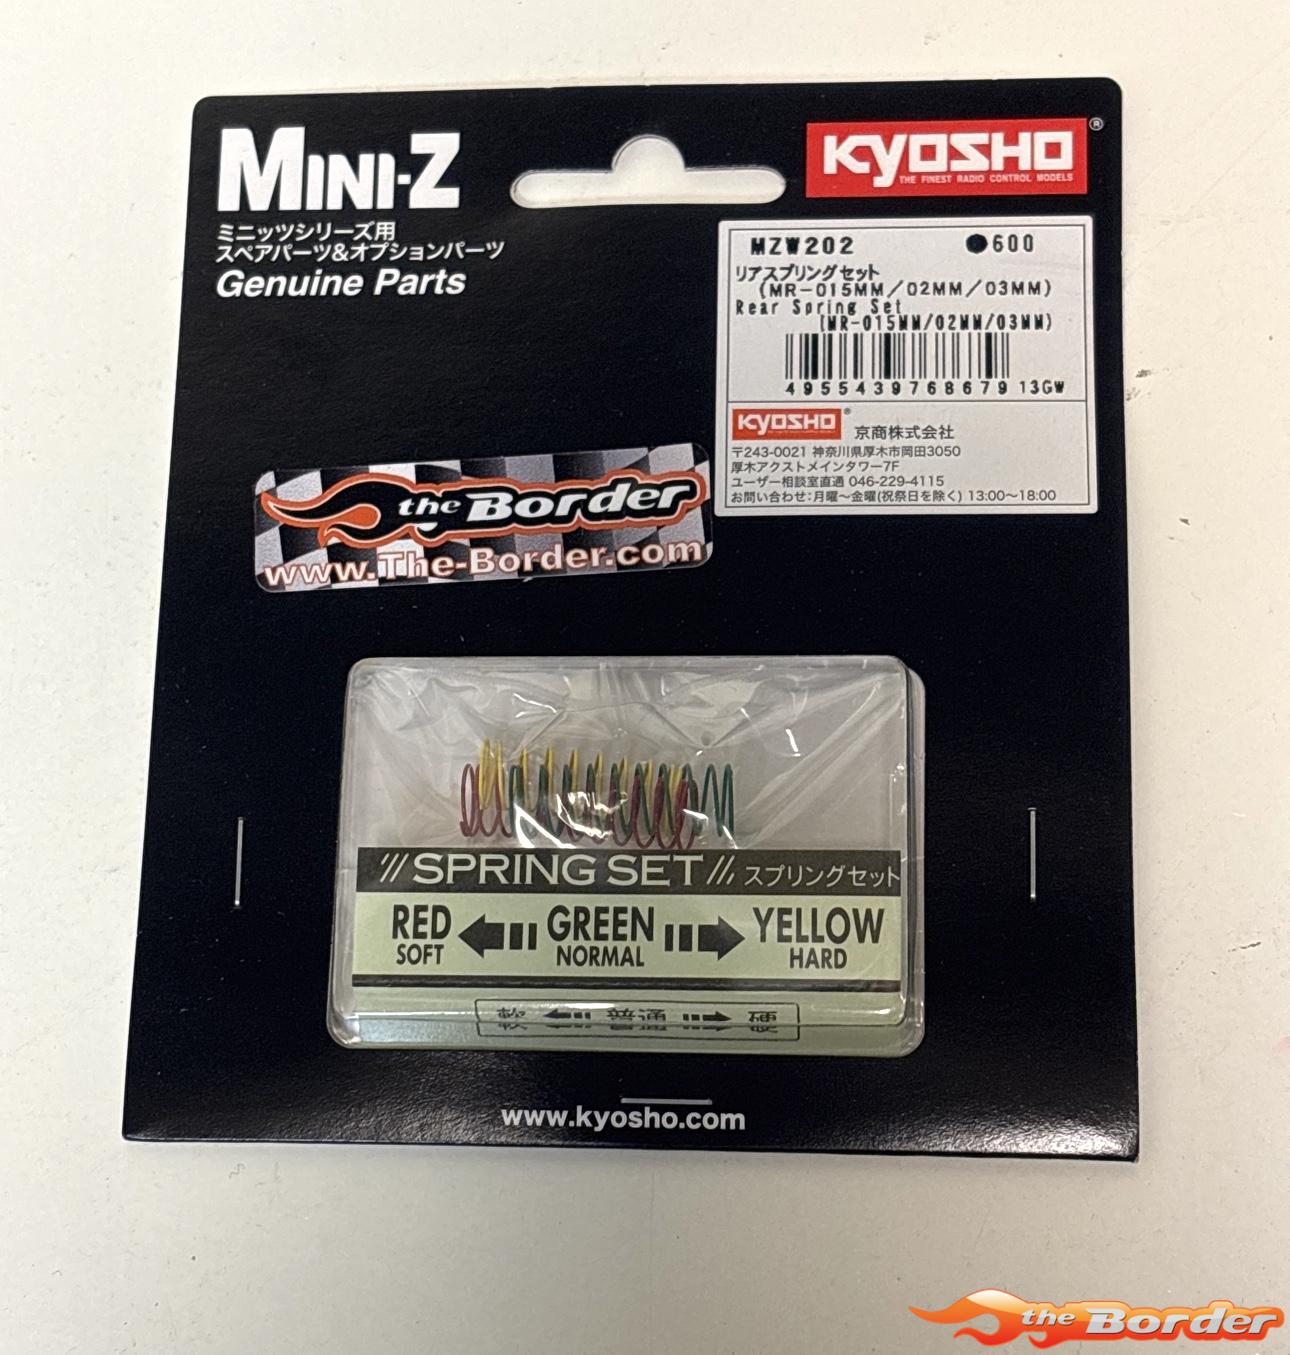 MINI-Z
ミニッツシリーズ用
スペアパーツ&オプションパーツ
Genuine Parts
KYOSHO®
THE FINEST RADIO CONTROL MODELS
MZW202 ●600
リアスプリングセット
(MR-015MM/02MM/03MM)
Rear Spring Set
(MR-015MM/02MM/03MM)
4955439768679 13GW
KYOSHO® 京商株式会社
〒243-0021 神奈川県厚木市岡田3050
厚木アクストメインタワー7F
ユーザー相談室直通 046-229-4115
お問い合わせ:月曜～金曜(祝祭日を除く) 13:00～18:00
the Border
www.The-Border.com
SPRING SET スプリングセット
RED GREEN YELLOW
SOFT NORMAL HARD
軟 普通 硬
www.kyosho.com
the Border